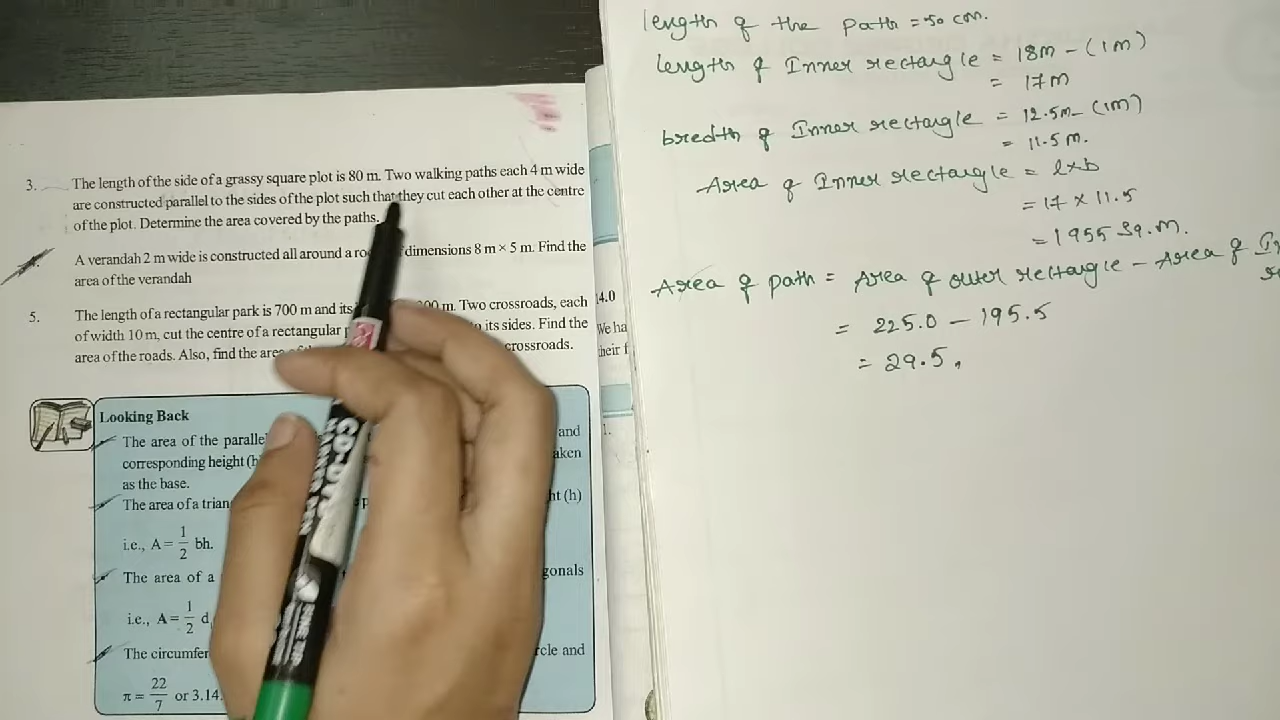 3. The length of the side of a grassy square plot is 80 m. Two walking paths each 4 m wide
are constructed parallel to the sides of the plot such that they cut each other at the centre
of the plot. Determine the area covered by the paths.
A verandah 2 m wide is constructed all around a dimensions 8 m × 5 m. Find the
area of the verandah
5. The length of a rectangular park is 700 m and its m. Two crossroads, each
of width 10 m, cut the centre of a rectangular its sides. Find the
area of the roads. Also, find the area crossroads.
Looking Back
The area of the and
corresponding height
as the base.
The area of a ht (h)
i.e., A = 1/2 bh.
The area of a gonals
i.e., A = 1/2 d
The and
π = 22/7 or 3.14.
14.0
We ha
their f
1.
length of the path = 50 cm.
length of Inner rectangle = 18m - (1m)
= 17m
bredth of Inner rectangle = 12.5m - (1m)
= 11.5 m.
Area of Inner rectangle = l×b
= 17 × 11.5
= 1955 sq.m.
Area of path = Area of outer rectangle - Area of
= 225.0 - 195.5
= 29.5